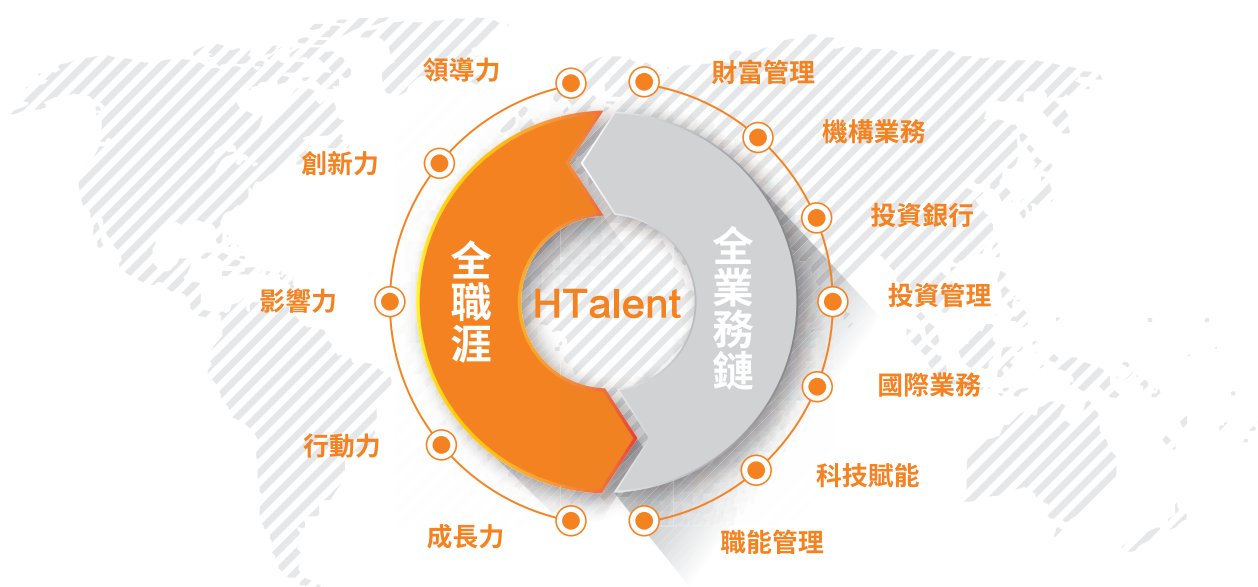 領導力
創新力
影響力
行動力
成長力
全職涯
HTalent
全業務鏈
財富管理
機構業務
投資銀行
投資管理
國際業務
科技賦能
職能管理